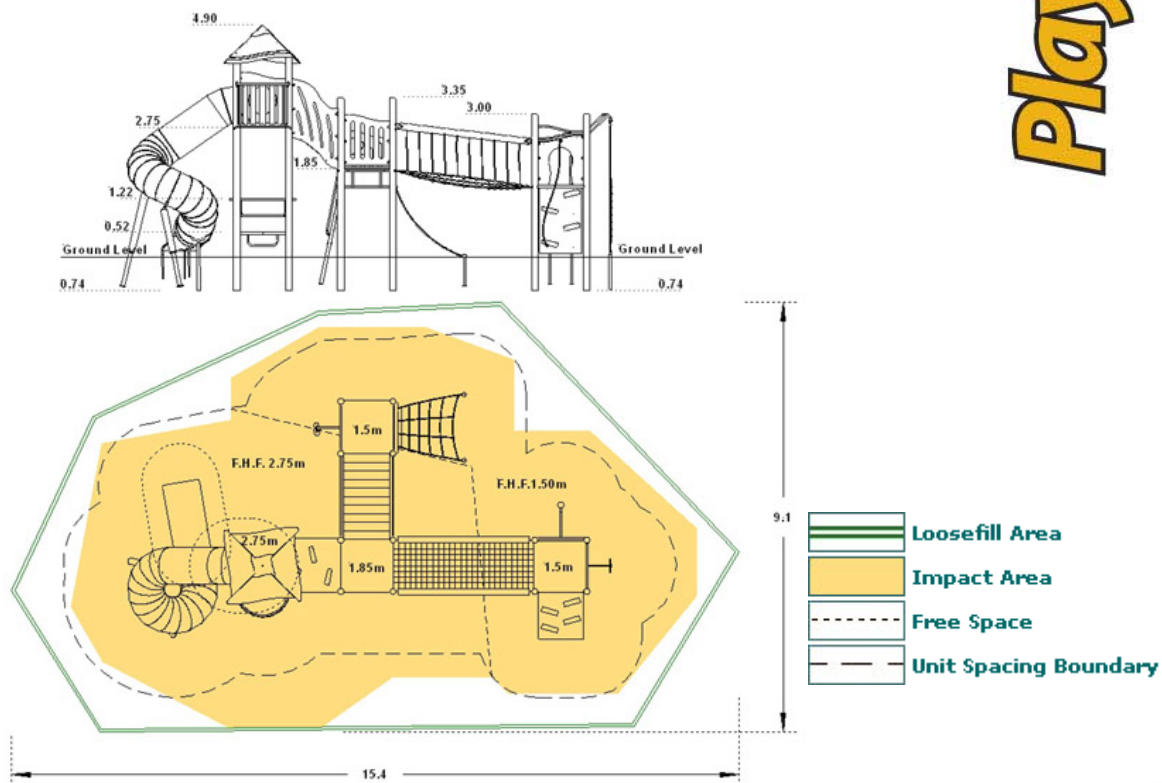 4.90
3.35
3.00
2.75
1.85
1.22
0.52
Ground Level
Ground Level
0.74
0.74
1.5m
F.H.F. 2.75m
F.H.F.1.50m
2.75m
1.85m
1.5m
9.1
15.4
Play
Loosefill Area
Impact Area
Free Space
Unit Spacing Boundary